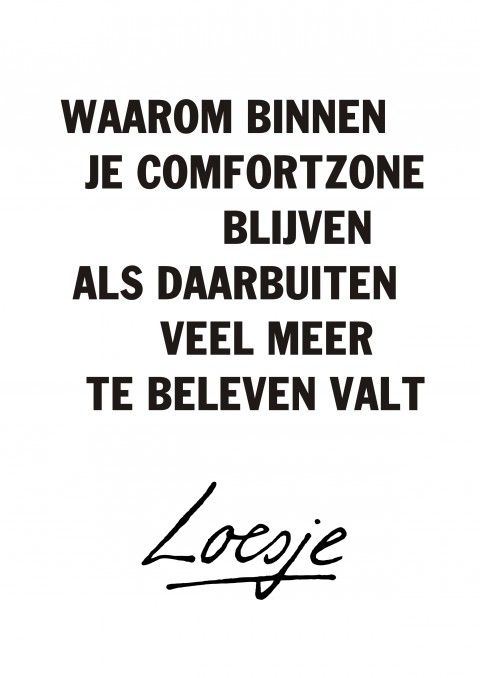 WAAROM BINNEN
JE COMFORTZONE
BLIJVEN
ALS DAARBUITEN
VEEL MEER
TE BELEVEN VALT
Loesje